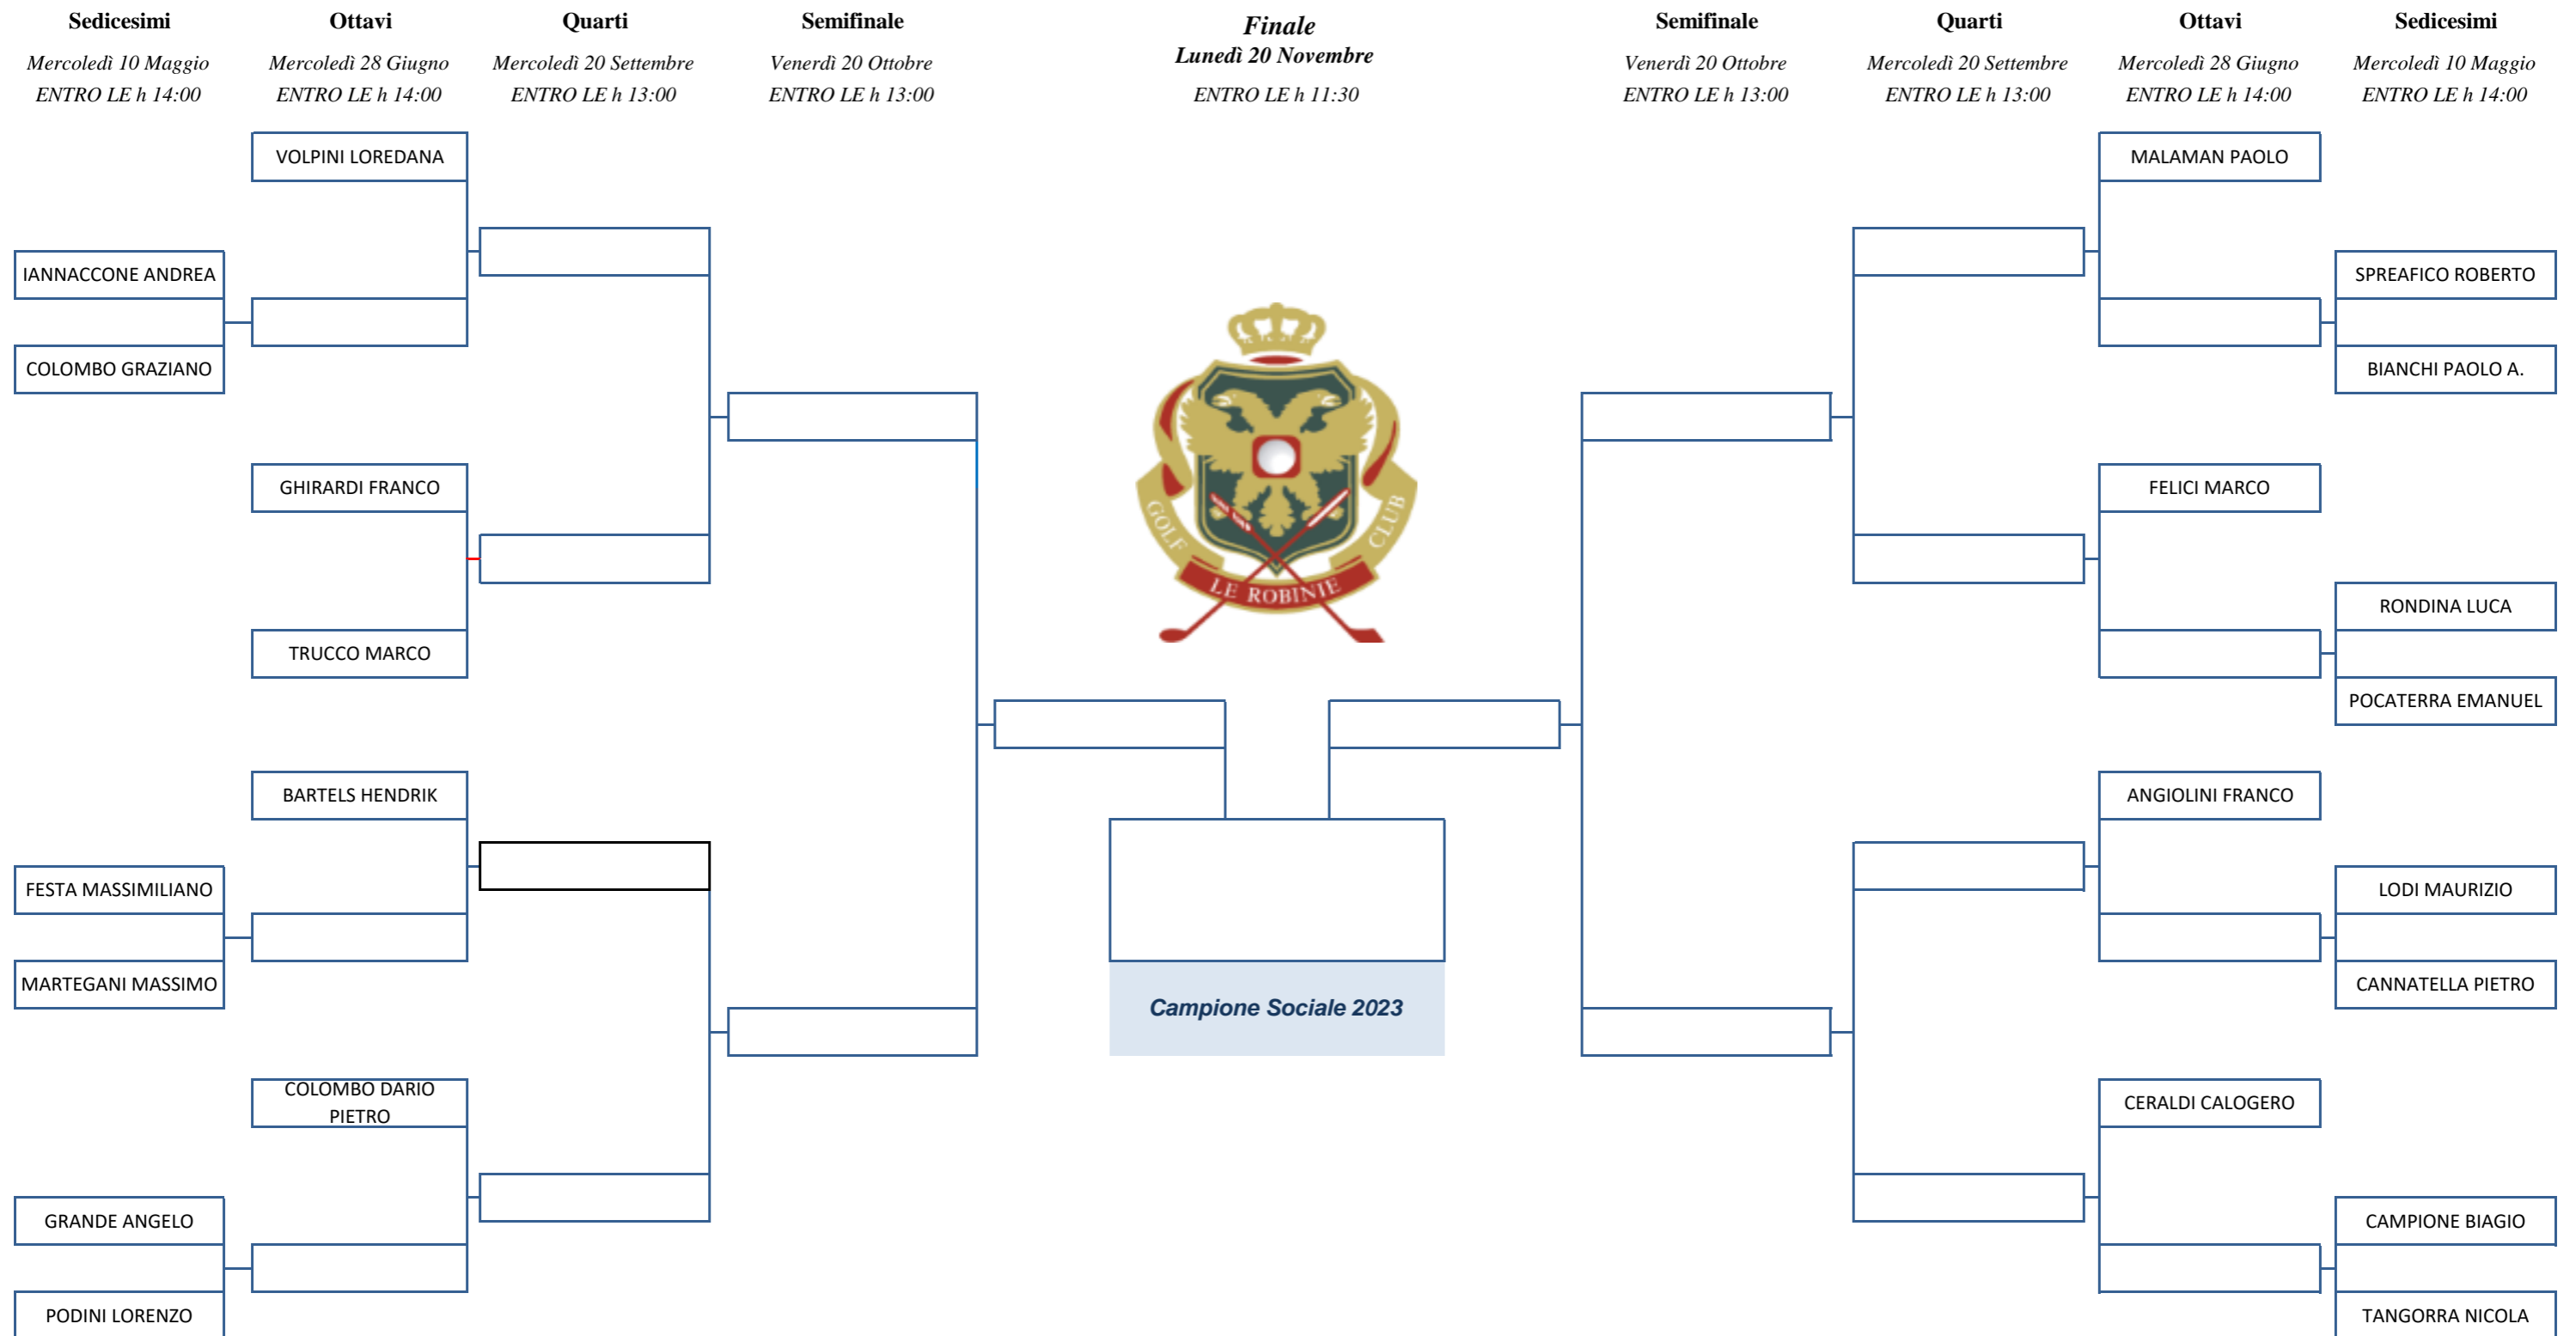 Sedicesimi
Ottavi
Quarti
Semifinale
Finale
Semifinale
Quarti
Ottavi
Sedicesimi
Mercoledì 10 Maggio
Mercoledì 28 Giugno
Mercoledì 20 Settembre
Venerdì 20 Ottobre
Lunedì 20 Novembre
Venerdì 20 Ottobre
Mercoledì 20 Settembre
Mercoledì 28 Giugno
Mercoledì 10 Maggio
ENTRO LE h 14:00
ENTRO LE h 14:00
ENTRO LE h 13:00
ENTRO LE h 13:00
ENTRO LE h 11:30
ENTRO LE h 13:00
ENTRO LE h 13:00
ENTRO LE h 14:00
ENTRO LE h 14:00
VOLPINI LOREDANA
MALAMAN PAOLO
IANNACCONE ANDREA
SPREAFICO ROBERTO
COLOMBO GRAZIANO
BIANCHI PAOLO A.
GHIRARDI FRANCO
FELICI MARCO
GOLF CLUB
LE ROBINIE
RONDINA LUCA
TRUCCO MARCO
POCATERRA EMANUEL
BARTELS HENDRIK
ANGIOLINI FRANCO
FESTA MASSIMILIANO
LODI MAURIZIO
MARTEGANI MASSIMO
CANNATELLA PIETRO
Campione Sociale 2023
COLOMBO DARIO
PIETRO
CERALDI CALOGERO
GRANDE ANGELO
CAMPIONE BIAGIO
PODINI LORENZO
TANGORRA NICOLA